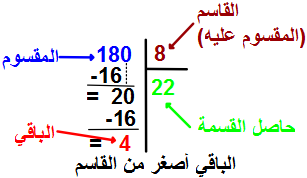 القاسم
(المقسوم عليه)
المقسوم 180 8
-16 22
= 20 حاصل القسمة
-16
الباقي = 4
الباقي أصغر من القاسم